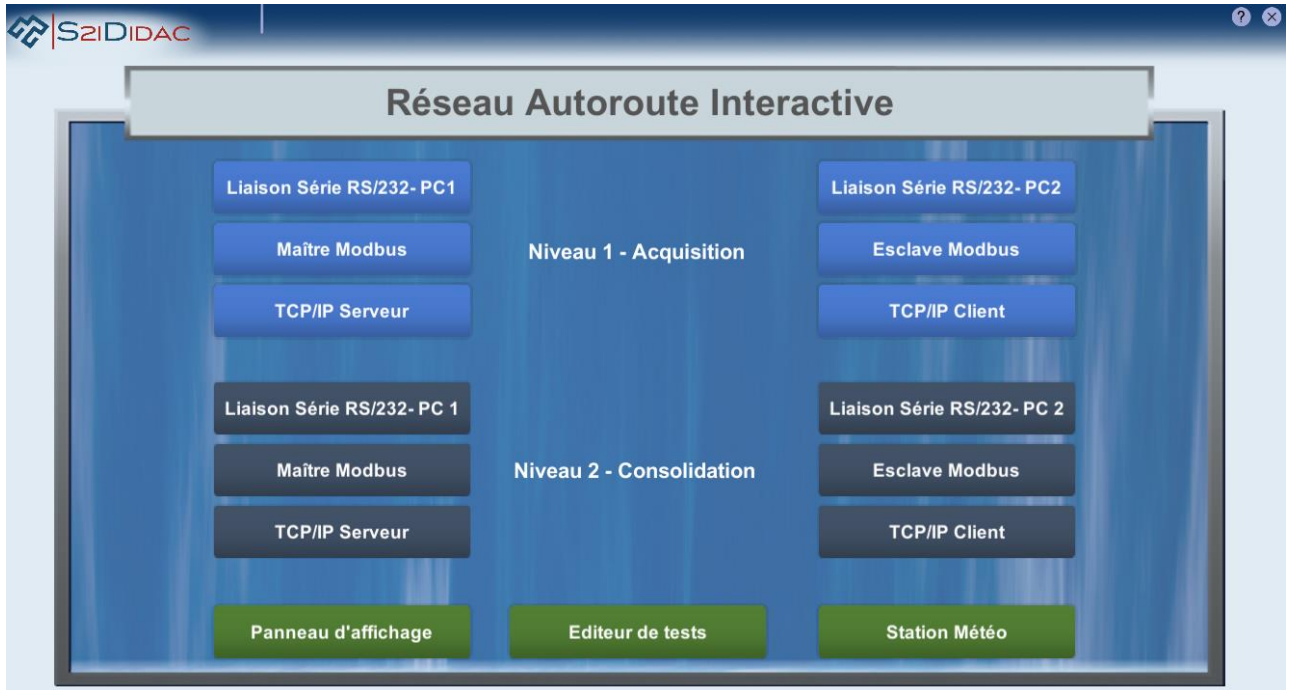 S2IDIDAC
? ×
Réseau Autoroute Interactive
Liaison Série RS/232- PC1
Liaison Série RS/232- PC2
Maître Modbus
Niveau 1 - Acquisition
Esclave Modbus
TCP/IP Serveur
TCP/IP Client
Liaison Série RS/232- PC 1
Liaison Série RS/232- PC 2
Maître Modbus
Niveau 2 - Consolidation
Esclave Modbus
TCP/IP Serveur
TCP/IP Client
Panneau d'affichage
Editeur de tests
Station Météo